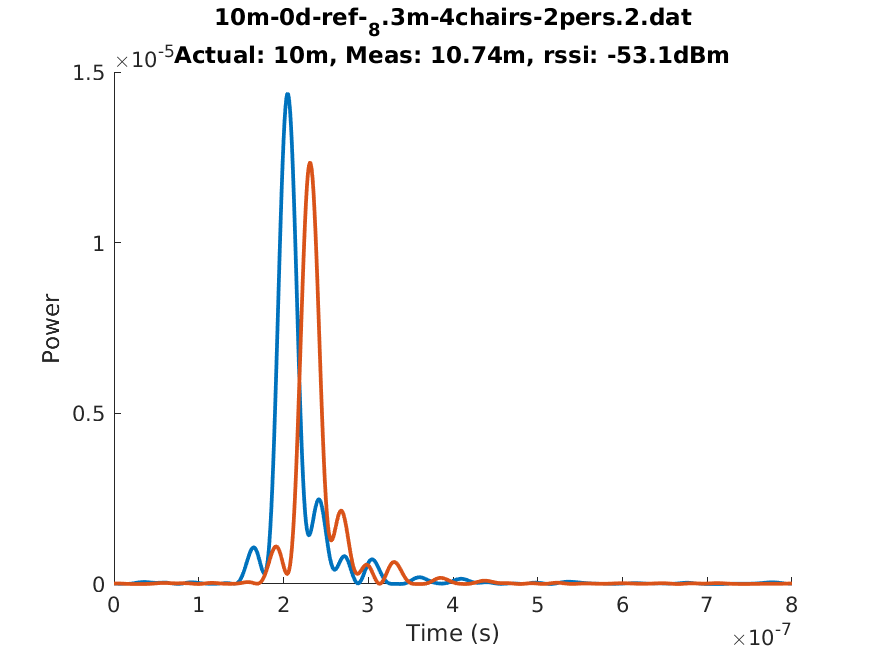 10m-0d-ref-₈.3m-4chairs-2pers.2.dat
Actual: 10m, Meas: 10.74m, rssi: -53.1dBm
×10⁻⁵
1.5
1
0.5
0
Power
0 1 2 3 4 5 6 7 8
Time (s)
×10⁻⁷